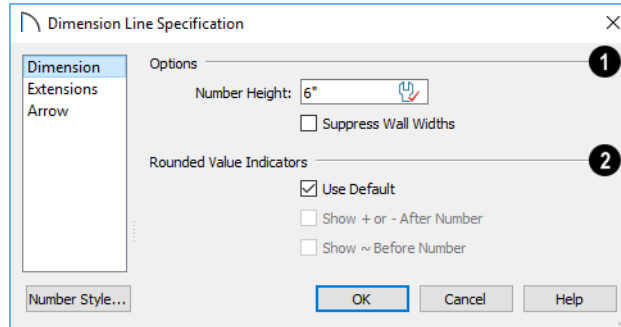 Dimension Line Specification
Dimension
Extensions
Arrow
Options
1
Number Height: 6"
Suppress Wall Widths
Rounded Value Indicators
2
Use Default
Show + or - After Number
Show ~ Before Number
Number Style...
OK
Cancel
Help